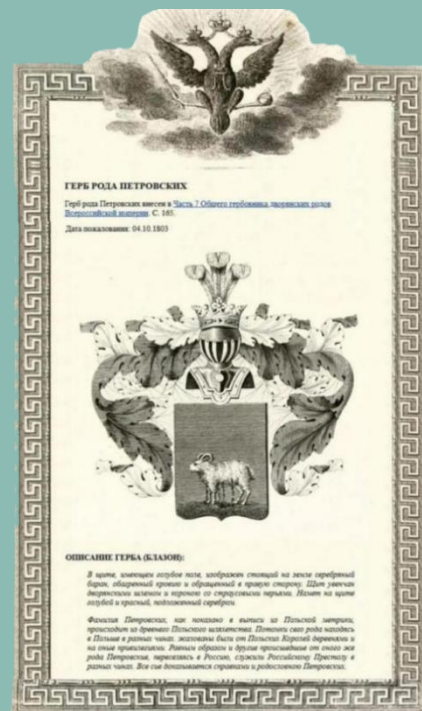 ГЕРБ РОДА ПЕТРОВСКИХ
Герб рода Петровских внесен в Часть 7 Общего гербовника дворянских родов
Всероссийской империи. С. 165.
Дата пожалования: 04.10.1803
ОПИСАНИЕ ГЕРБА (БЛАЗОН):
В щите, имеющем голубое поле, изображен стоящий на земле серебряный
баран, обагренный кровию и обращенный в правую сторону. Щит увенчан
дворянскими шлемом и короною со страусовыми перьями. Намет на щите
голубой и красный, подложенный серебром.
Фамилия Петровских, как показано в выписи из Польской метрики,
происходит из древнего Польского шляхетства. Потомки сего рода находясь
в Польше в разных чинах, жалованы были от Польских Королей деревнями и
на оные привилегиями. Равным образом и другие происшедшие от оного же
рода Петровские, переселясь в Россию, служили Российскому Престолу в
разных чинах. Все сие доказывается справками и родословною Петровских.